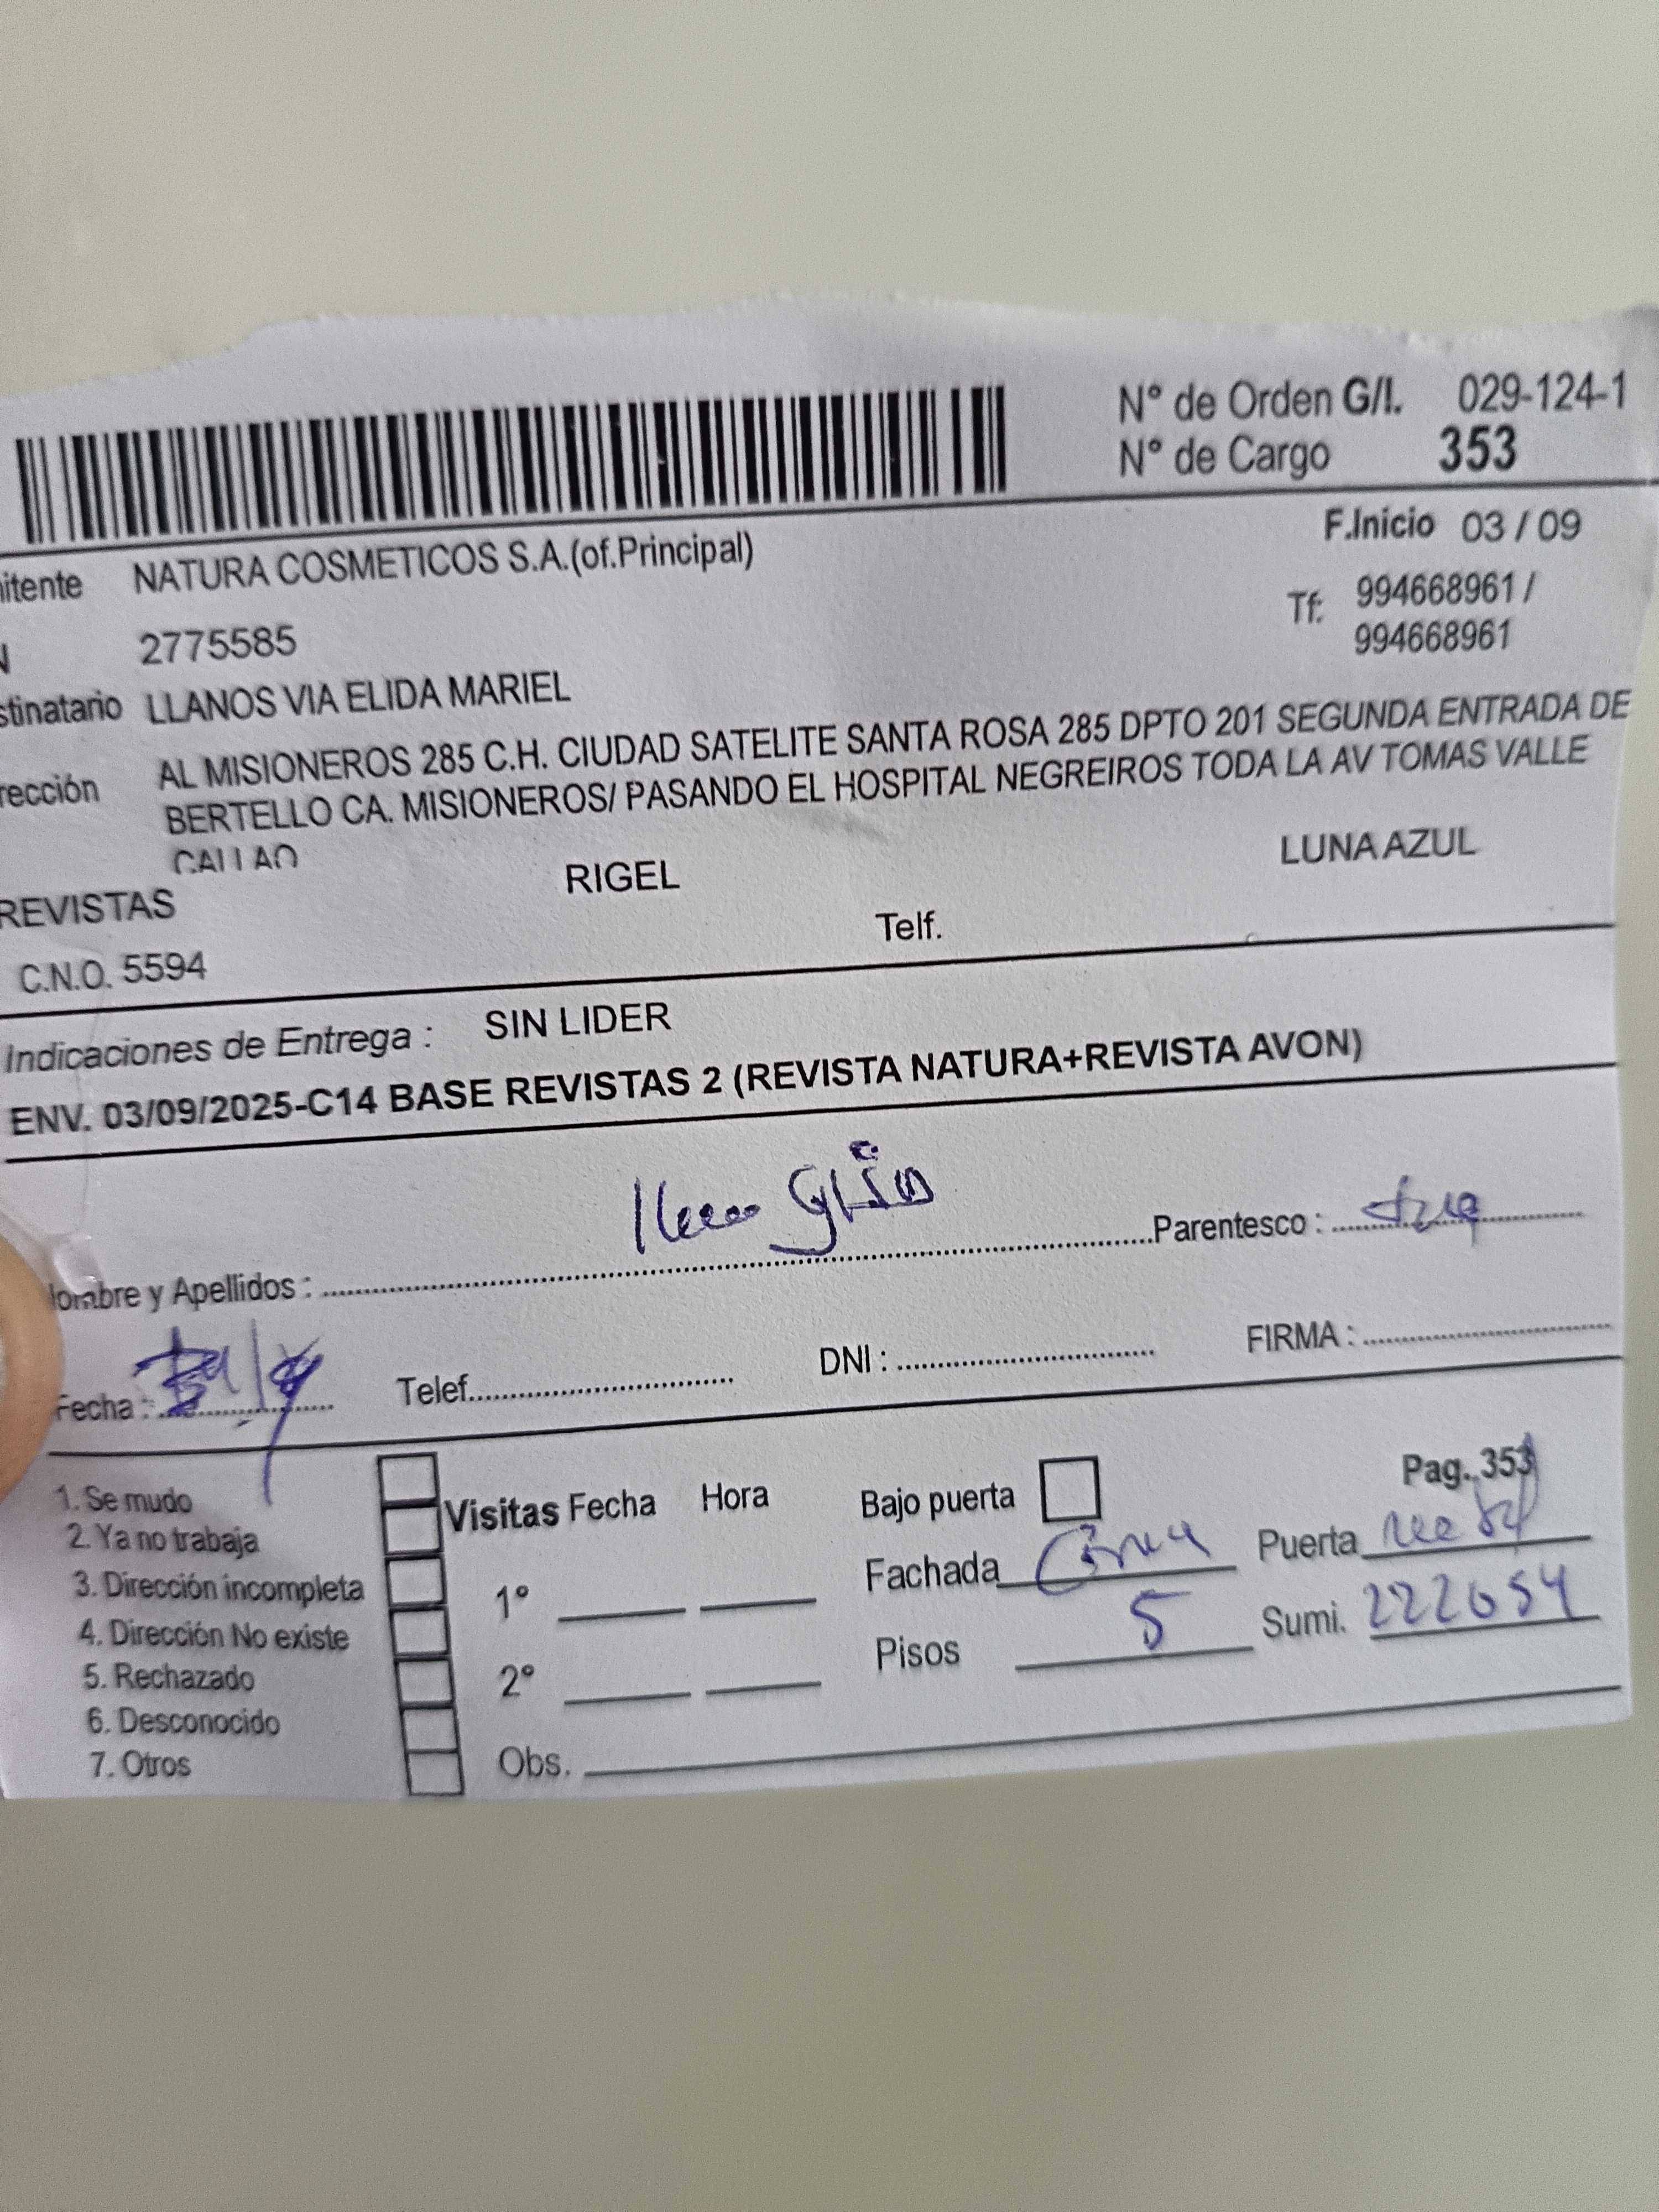 N° de Orden G/I. 029-124-1
N° de Cargo 353
F.Inicio 03 / 09
itente NATURA COSMETICOS S.A.(of.Principal)
Tf: 994668961 /
994668961
2775585
stinatario LLANOS VIA ELIDA MARIEL
rección AL MISIONEROS 285 C.H. CIUDAD SATELITE SANTA ROSA 285 DPTO 201 SEGUNDA ENTRADA DE
BERTELLO CA. MISIONEROS/ PASANDO EL HOSPITAL NEGREIROS TODA LA AV TOMAS VALLE
CALLAO
REVISTAS RIGEL LUNA AZUL
C.N.O. 5594 Telf.
Indicaciones de Entrega : SIN LIDER
ENV. 03/09/2025-C14 BASE REVISTAS 2 (REVISTA NATURA+REVISTA AVON)
ombre y Apellidos : Parentesco :
Fecha : Telef. DNI : FIRMA :
1. Se mudo
2. Ya no trabaja
3. Dirección incompleta
4. Dirección No existe
5. Rechazado
6. Desconocido
7. Otros
Visitas Fecha Hora
1°
2°
Obs.
Bajo puerta Pag. 353
Fachada Puerta
Pisos 5 Sumi. 222654